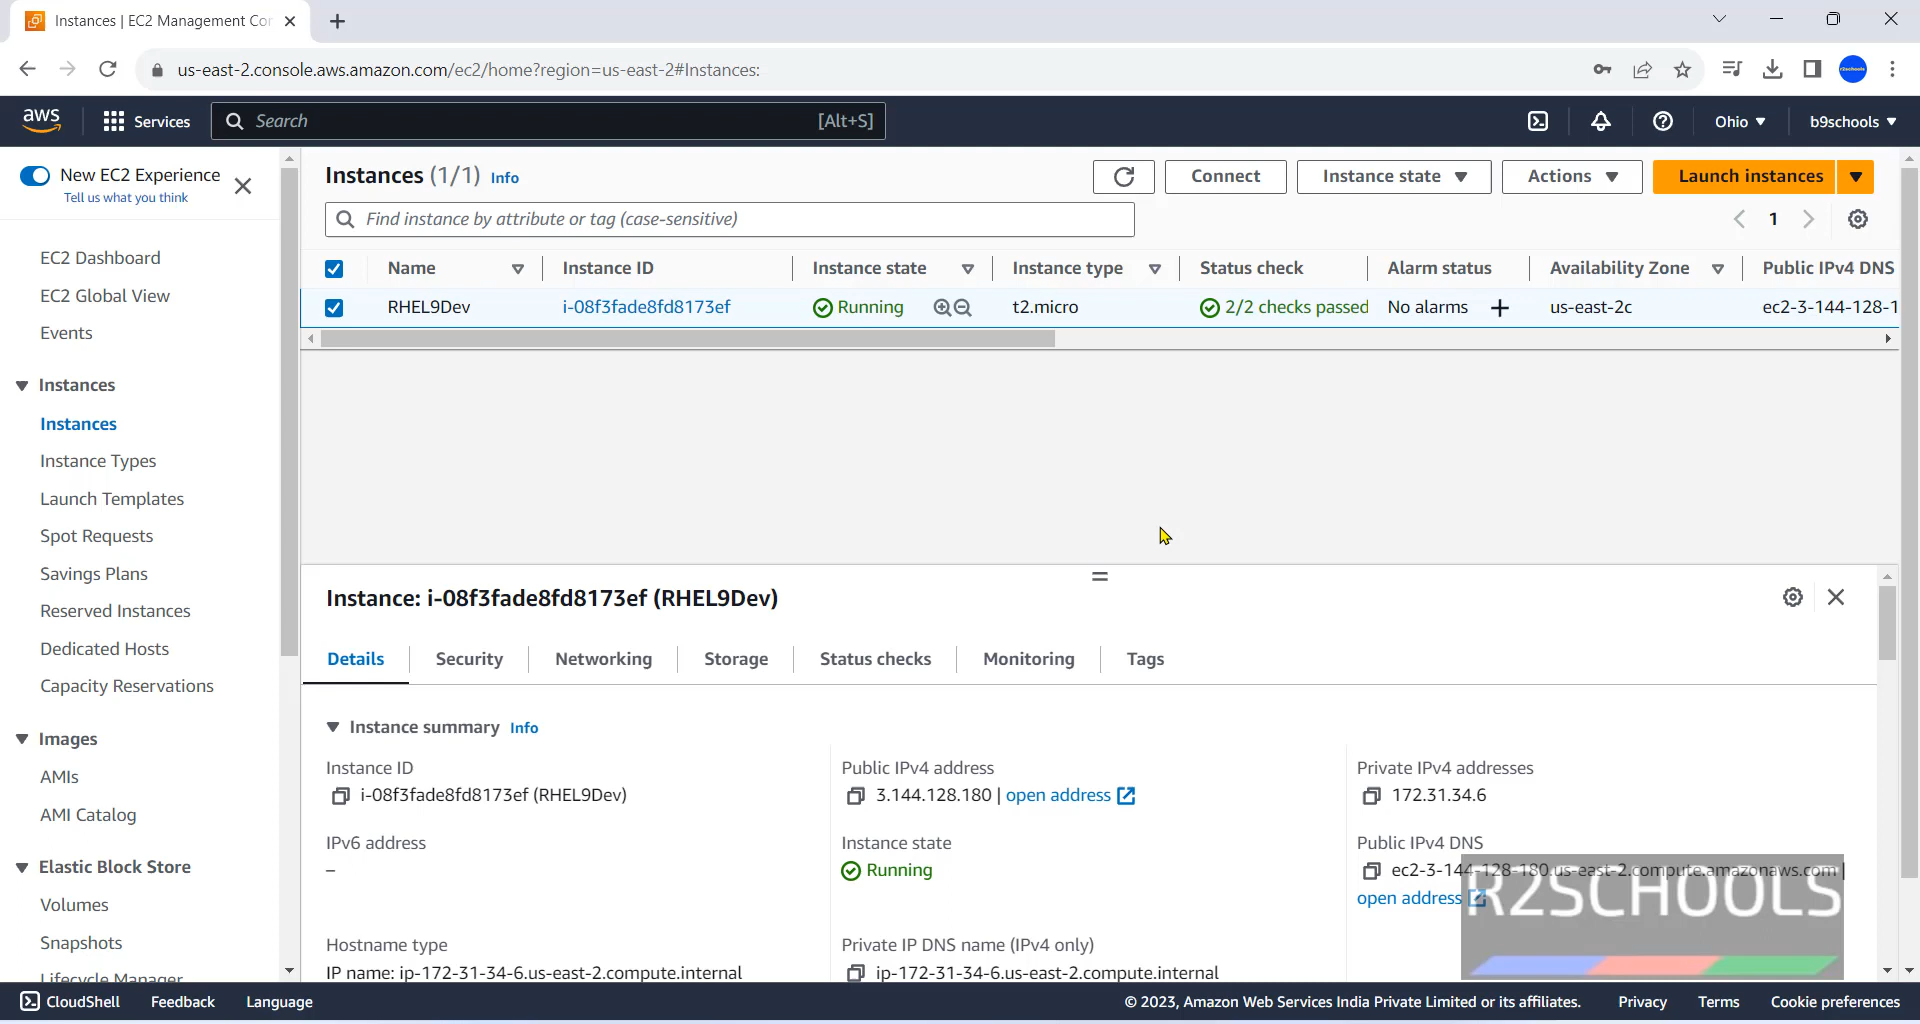 Instances | EC2 Management Cor
us-east-2.console.aws.amazon.com/ec2/home?region=us-east-2#Instances:
r2schools
aws
Services
Search
[Alt+S]
Ohio
b9schools
New EC2 Experience
Tell us what you think
EC2 Dashboard
EC2 Global View
Events
Instances
Instances
Instance Types
Launch Templates
Spot Requests
Savings Plans
Reserved Instances
Dedicated Hosts
Capacity Reservations
Images
AMIs
AMI Catalog
Elastic Block Store
Volumes
Snapshots
Lifecycle Manager
Instances (1/1) Info
Connect
Instance state
Actions
Launch instances
Find instance by attribute or tag (case-sensitive)
1
Name Instance ID Instance state Instance type Status check Alarm status Availability Zone Public IPv4 DNS
RHEL9Dev i-08f3fade8fd8173ef Running t2.micro 2/2 checks passed No alarms + us-east-2c ec2-3-144-128-1
Instance: i-08f3fade8fd8173ef (RHEL9Dev)
Details Security Networking Storage Status checks Monitoring Tags
Instance summary Info
Instance ID
i-08f3fade8fd8173ef (RHEL9Dev)
Public IPv4 address
3.144.128.180 | open address
Private IPv4 addresses
172.31.34.6
IPv6 address
–
Instance state
Running
Public IPv4 DNS
ec2-3-144-128-180.us-east-2.compute.amazonaws.com |
open address
R2SCHOOLS
Hostname type
IP name: ip-172-31-34-6.us-east-2.compute.internal
Private IP DNS name (IPv4 only)
ip-172-31-34-6.us-east-2.compute.internal
CloudShell
Feedback
Language
© 2023, Amazon Web Services India Private Limited or its affiliates.
Privacy
Terms
Cookie preferences